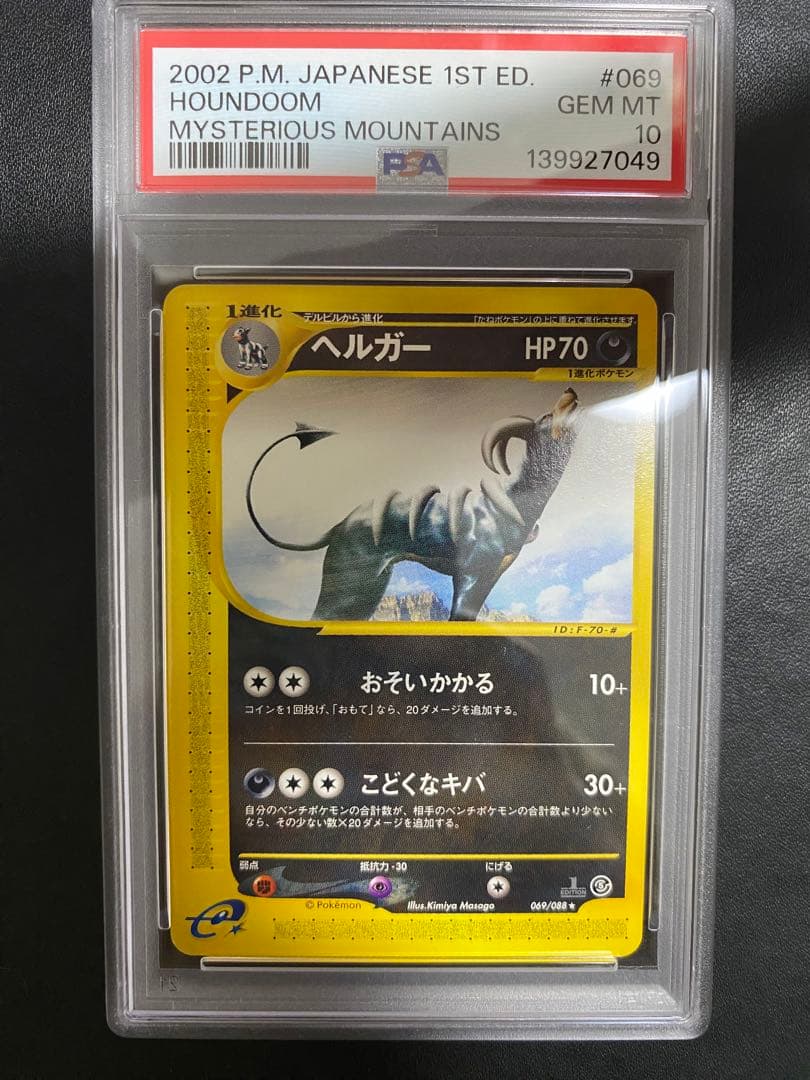 2002 P.M. JAPANESE 1ST ED. #069
HOUNDOOM GEM MT
MYSTERIOUS MOUNTAINS 10
PSA 139927049
1進化 デルビルから進化 「たねポケモン」の上に重ねて進化させます。
ヘルガー HP70
1進化ポケモン
ID:F-70-#
おそいかかる 10+
コインを1回投げ、「おもて」なら、20ダメージを追加する。
こどくなキバ 30+
自分のベンチポケモンの合計数が、相手のベンチポケモンの合計数より少ない
なら、その少ない数×20ダメージを追加する。
弱点 抵抗力-30 にげる
1 EDITION
© Pokémon Illus.Kimiya Masago 069/088★
e